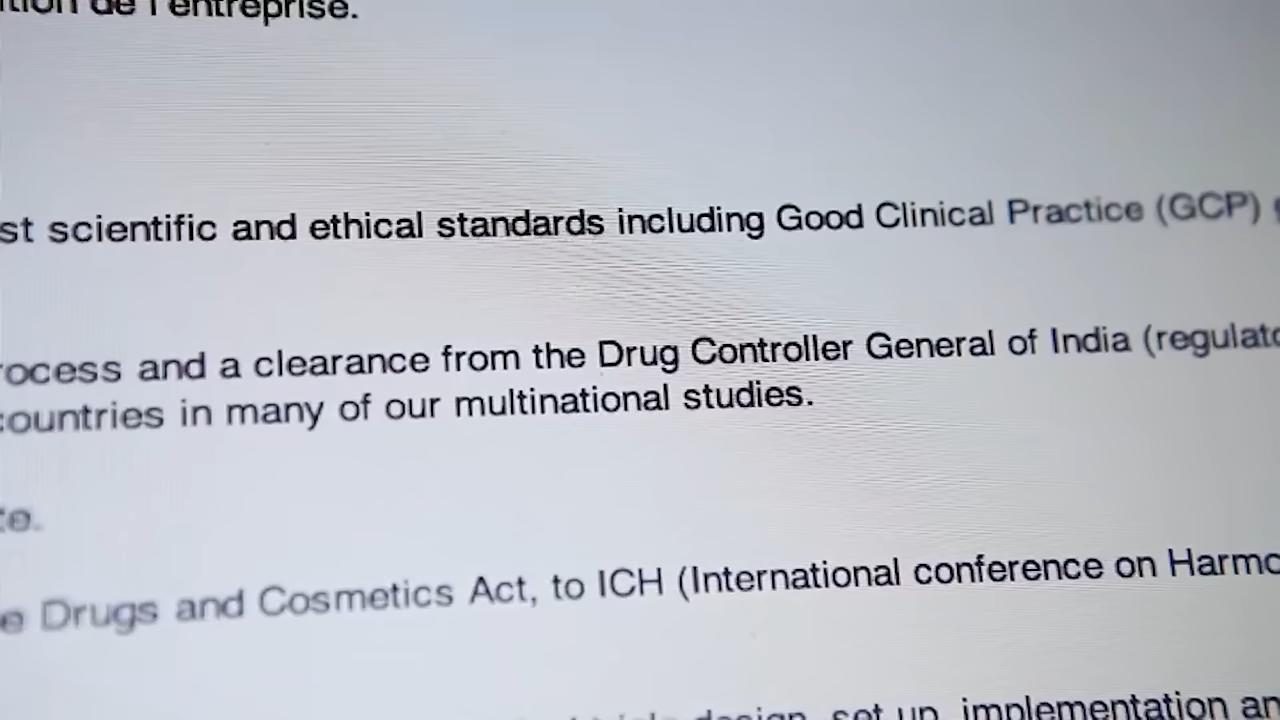 de l'entreprise.
st scientific and ethical standards including Good Clinical Practice (GCP)
rocess and a clearance from the Drug Controller General of India (regulato
countries in many of our multinational studies.
te.
e Drugs and Cosmetics Act, to ICH (International conference on Harmo
design, set up, implementation an